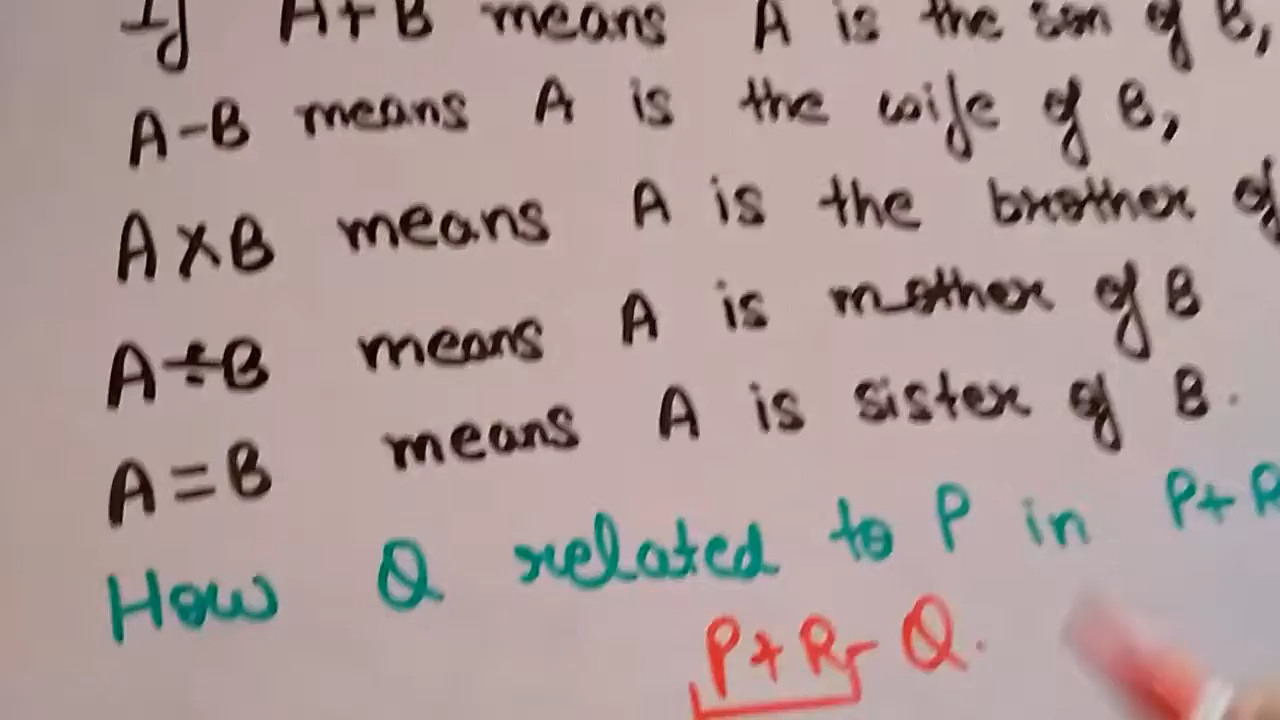 If A+B means A is the son of B,
A-B means A is the wife of B,
A×B means A is the brother of
A÷B means A is mother of B
A=B means A is sister of B.
How Q related to P in P+R
P+R-Q.